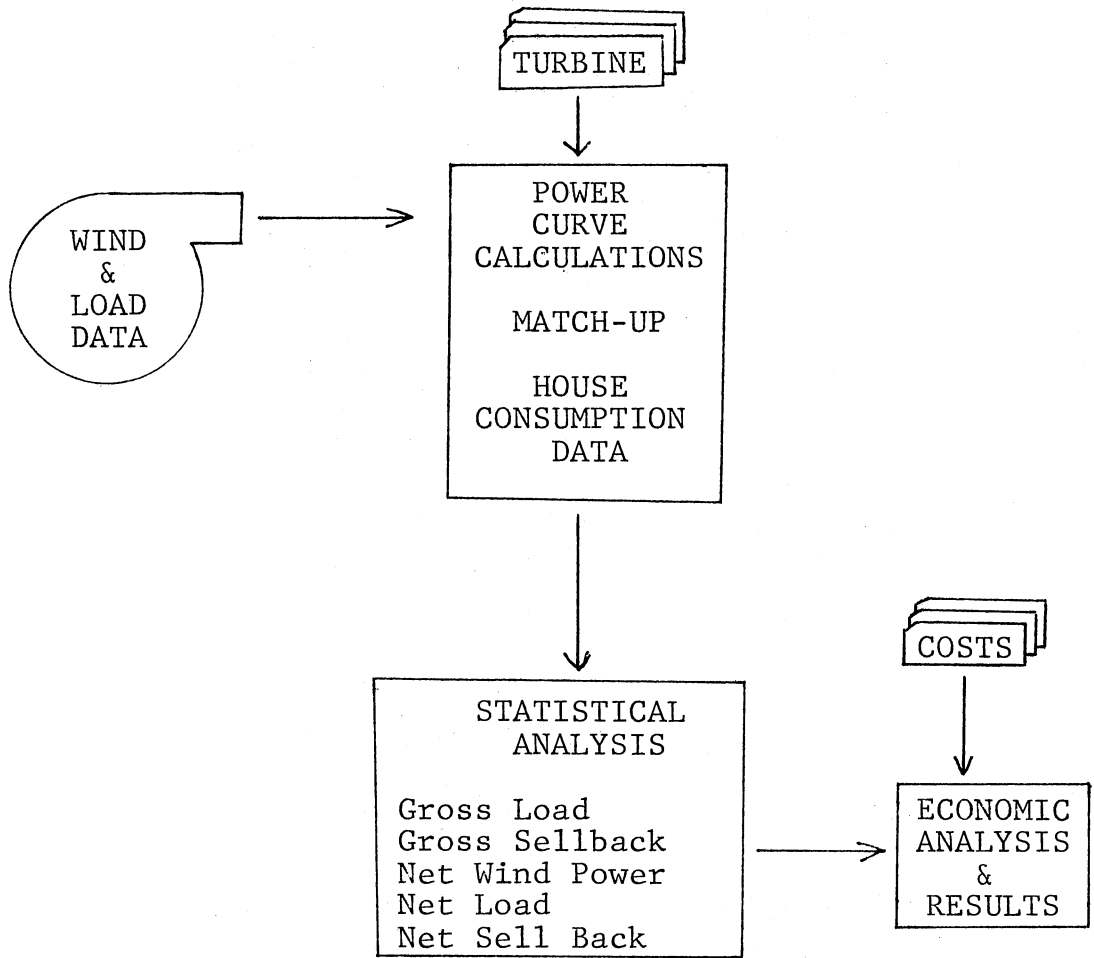 TURBINE
WIND
&
LOAD
DATA
POWER
CURVE
CALCULATIONS
MATCH-UP
HOUSE
CONSUMPTION
DATA
STATISTICAL
ANALYSIS
Gross Load
Gross Sellback
Net Wind Power
Net Load
Net Sell Back
COSTS
ECONOMIC
ANALYSIS
&
RESULTS